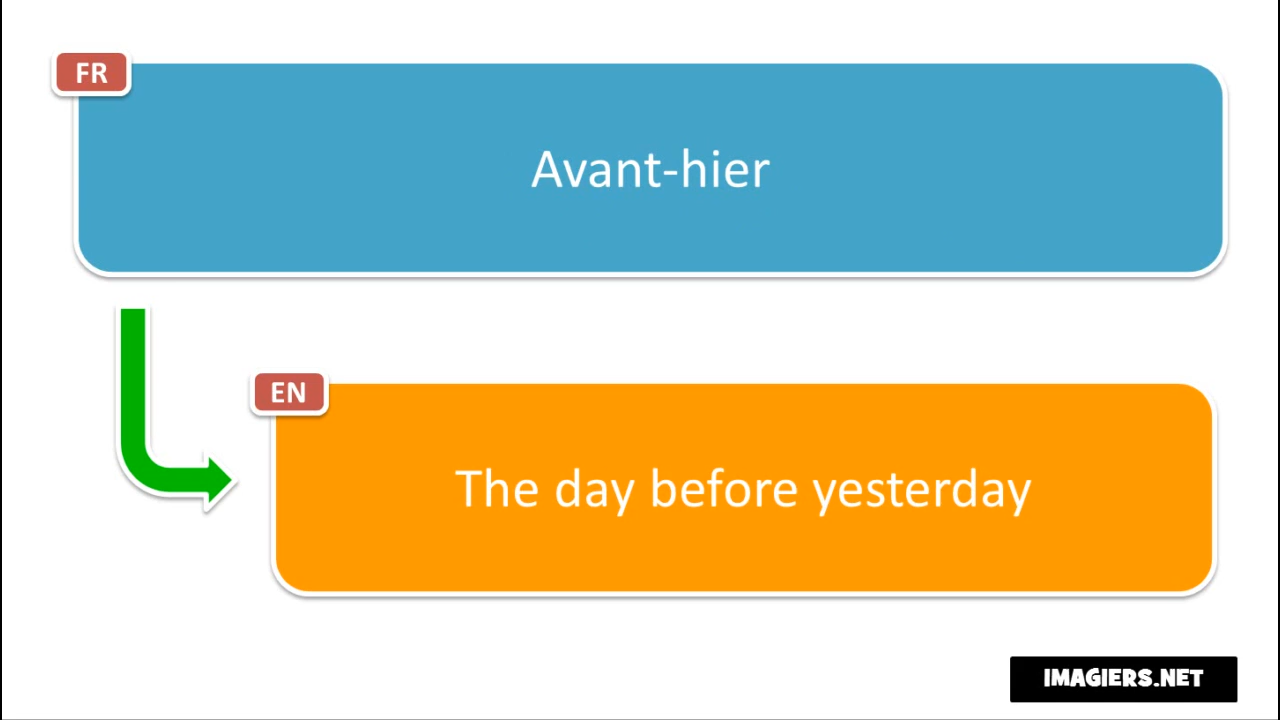 FR
Avant-hier
EN
The day before yesterday
IMAGIERS.NET